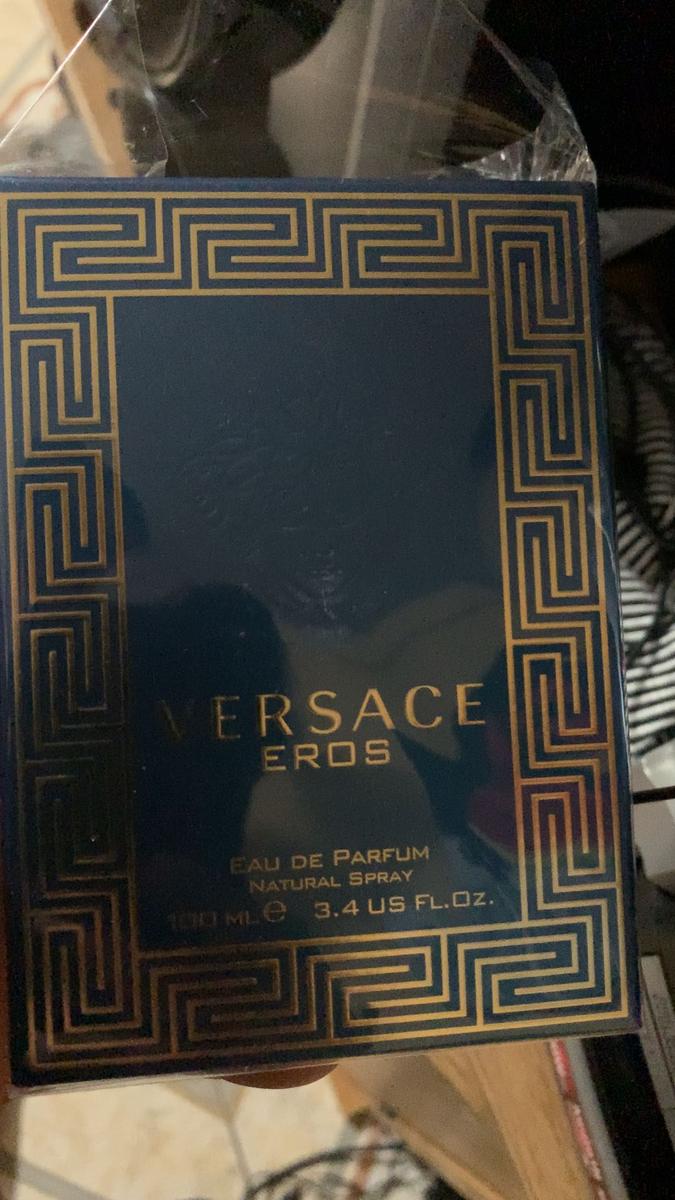 VERSACE
EROS
EAU DE PARFUM
NATURAL SPRAY
100 ML e 3.4 US FL.OZ.